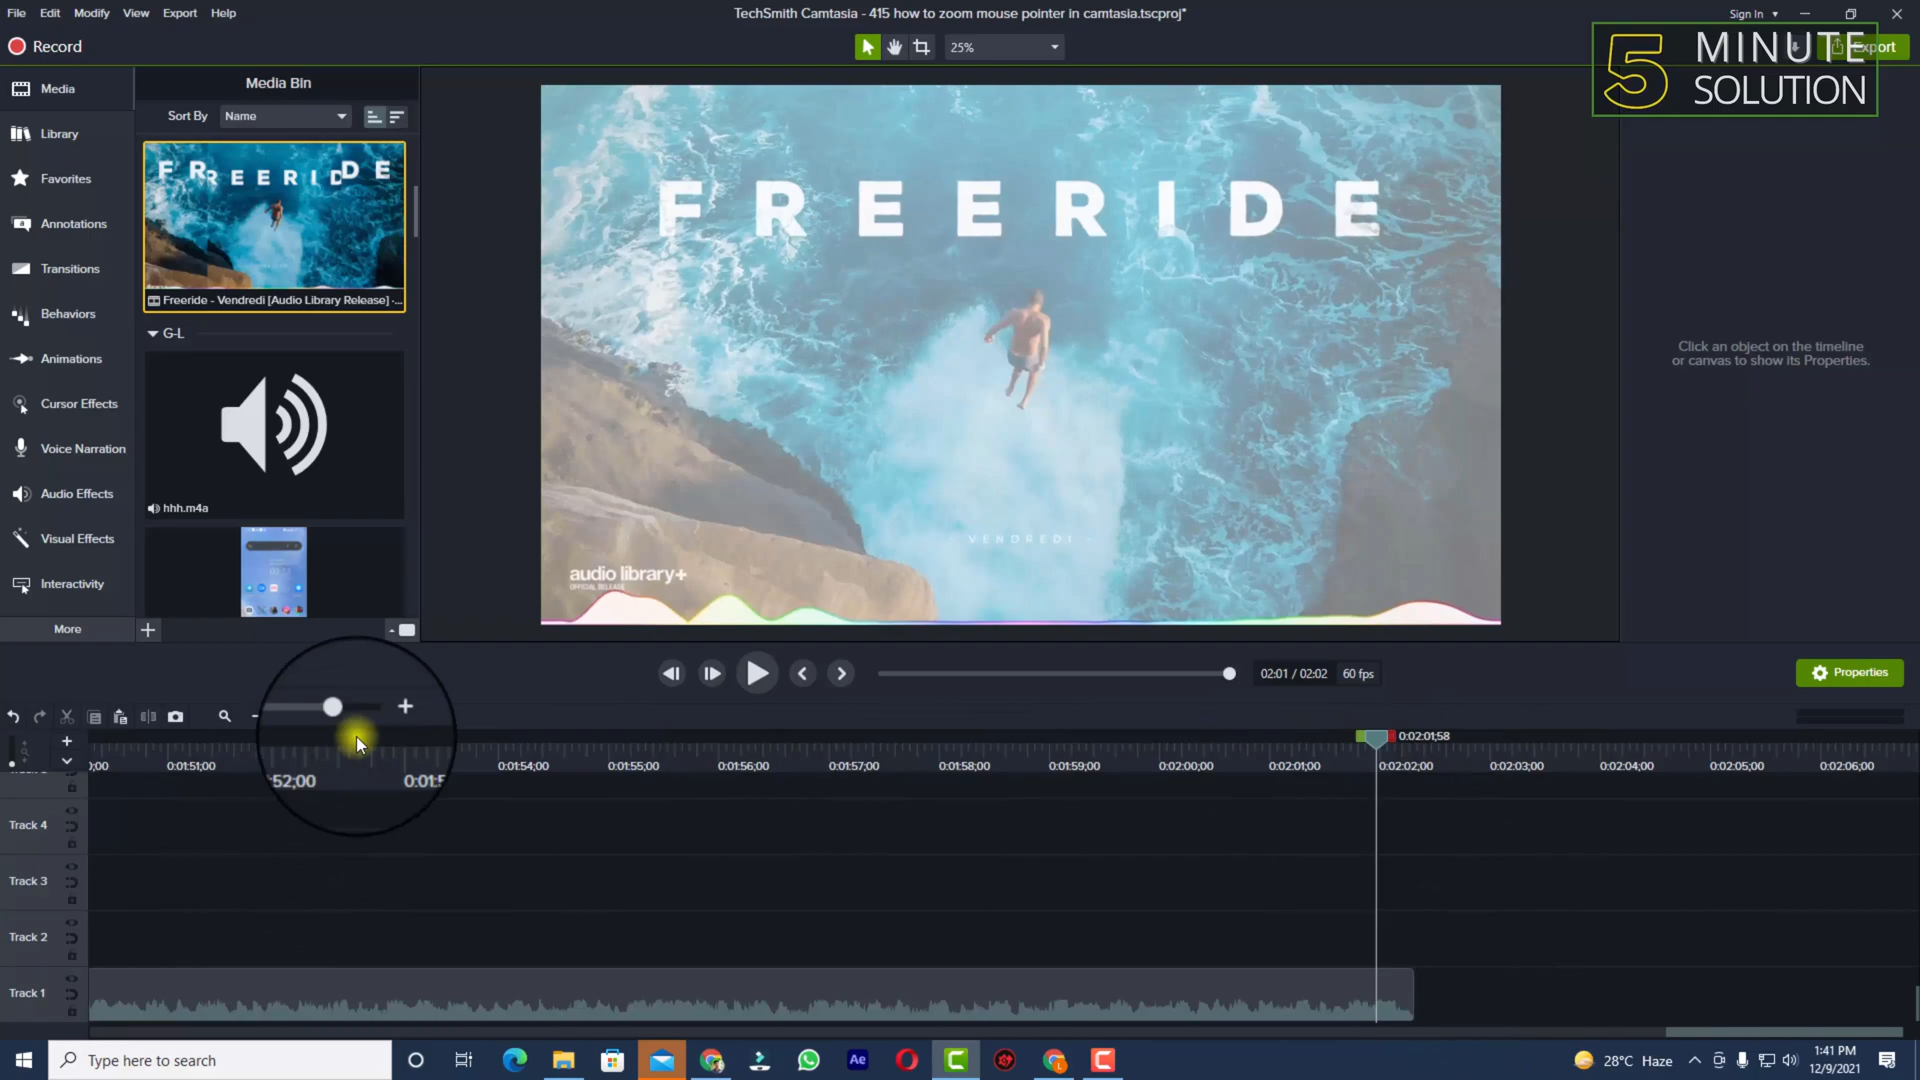 File Edit Modify View Export Help
TechSmith Camtasia - 415 how to zoom mouse pointer in camtasia.tscproj*
Sign In
Record
25%
Export
5 MINUTE
SOLUTION
Media
Library
Favorites
Annotations
Transitions
Behaviors
Animations
Cursor Effects
Voice Narration
Audio Effects
Visual Effects
Interactivity
More
Media Bin
Sort By Name
FREERIDE
Freeride - Vendredi [Audio Library Release] -...
G-L
hhh.m4a
FREERIDE
VENDREDI
audio library+
OFFICIAL RELEASE
Click an object on the timeline
or canvas to show its Properties.
02:01 / 02:02 60 fps
Properties
0:02:01;58
0:01:51;00 :52;00 0:01:5 0:01:54;00 0:01:55;00 0:01:56;00 0:01:57;00 0:01:58;00 0:01:59;00 0:02:00;00 0:02:01;00 0:02:02;00 0:02:03;00 0:02:04;00 0:02:05;00 0:02:06;00
Track 4
Track 3
Track 2
Track 1
Type here to search
Ae
28°C Haze
1:41 PM
12/9/2021